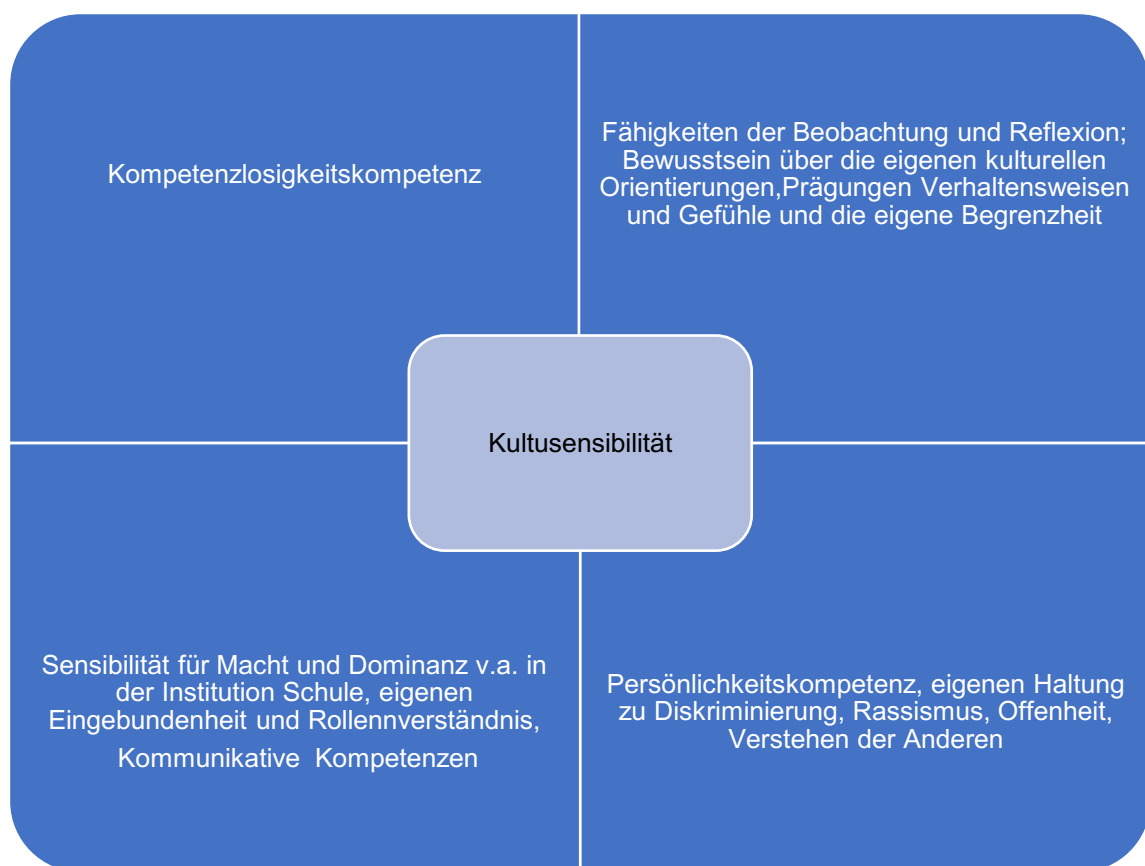 Kompetenzlosigkeitskompetenz
Fähigkeiten der Beobachtung und Reflexion;
Bewusstsein über die eigenen kulturellen
Orientierungen,Prägungen Verhaltensweisen
und Gefühle und die eigene Begrenzheit
Kultusensibilität
Sensibilität für Macht und Dominanz v.a. in
der Institution Schule, eigenen
Eingebundenheit und Rollennverständnis,
Kommunikative Kompetenzen
Persönlichkeitskompetenz, eigenen Haltung
zu Diskriminierung, Rassismus, Offenheit,
Verstehen der Anderen